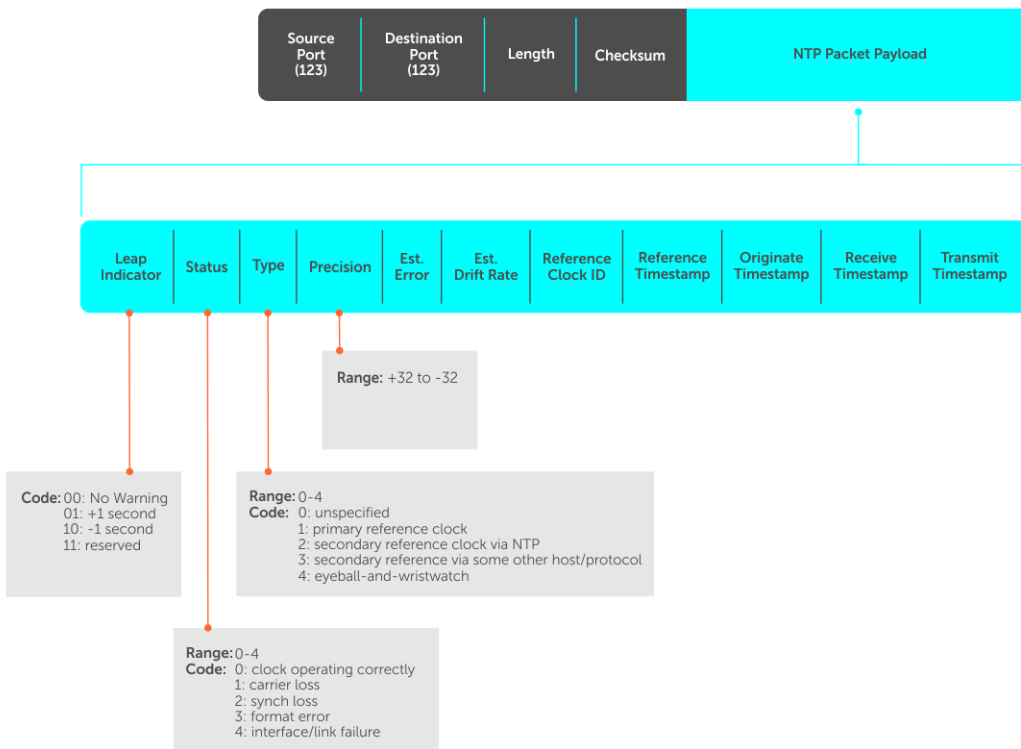 Source
Port
(123)
Destination
Port
(123)
Length
Checksum
NTP Packet Payload
Leap
Indicator
Status
Type
Precision
Est.
Error
Est.
Drift Rate
Reference
Clock ID
Reference
Timestamp
Originate
Timestamp
Receive
Timestamp
Transmit
Timestamp
Range: +32 to -32
Code: 00: No Warning
01: +1 second
10: -1 second
11: reserved
Range: 0-4
Code: 0: unspecified
1: primary reference clock
2: secondary reference clock via NTP
3: secondary reference via some other host/protocol
4: eyeball-and-wristwatch
Range: 0-4
Code: 0: clock operating correctly
1: carrier loss
2: synch loss
3: format error
4: interface/link failure